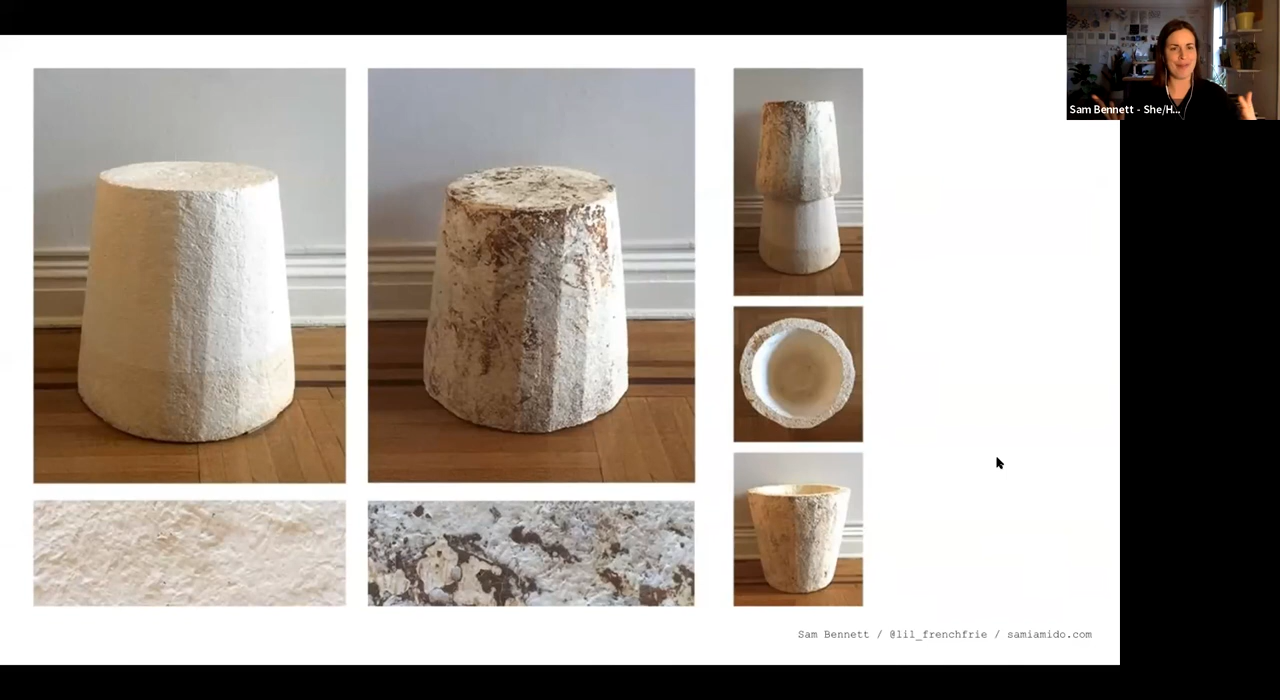 Sam Bennett - She/H...
Sam Bennett / @lil_frenchfrie / samiamido.com